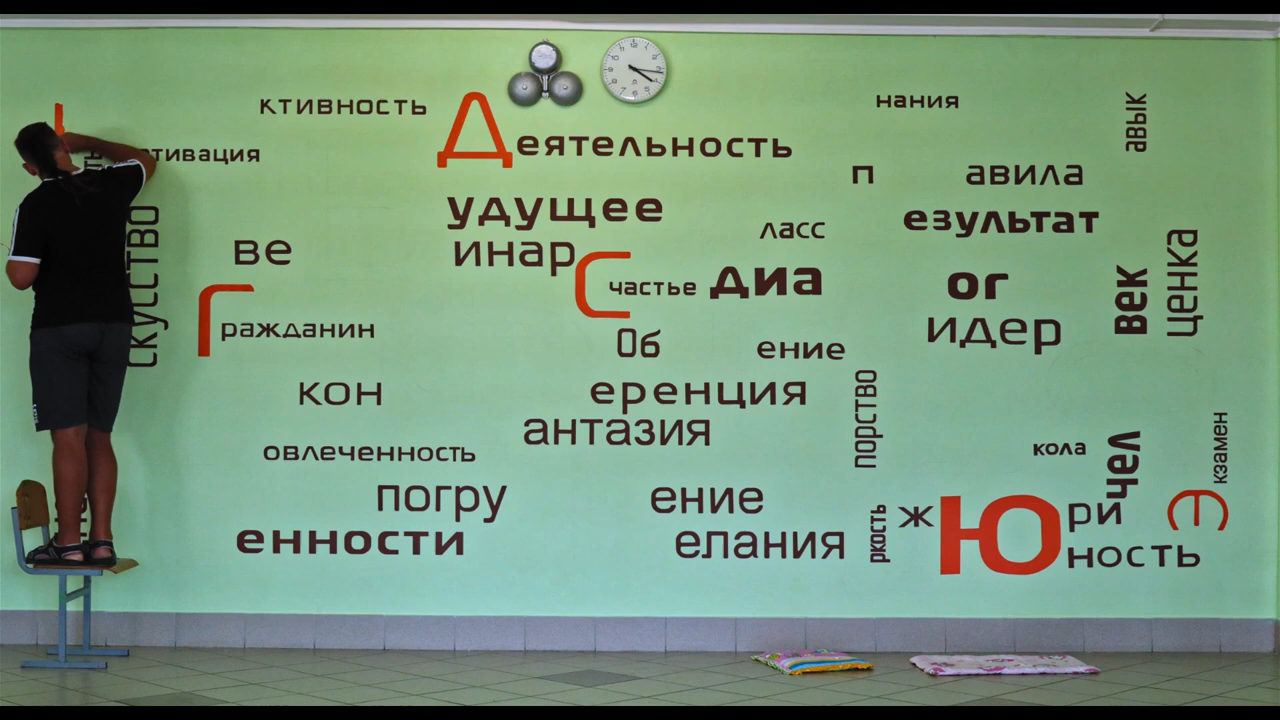 ктивность
Деятельность
нания
авык
тивация
п авила
удущее
езультат
скусство
ласс
ве
инар
Счастье
диа
ог
век
ценка
Гражданин
Об
ение
идер
кон
еренция
порство
антазия
овлеченность
кола
чел
Экзамен
погру
ение
ркость
ж
Ю
ри
енности
елания
ность